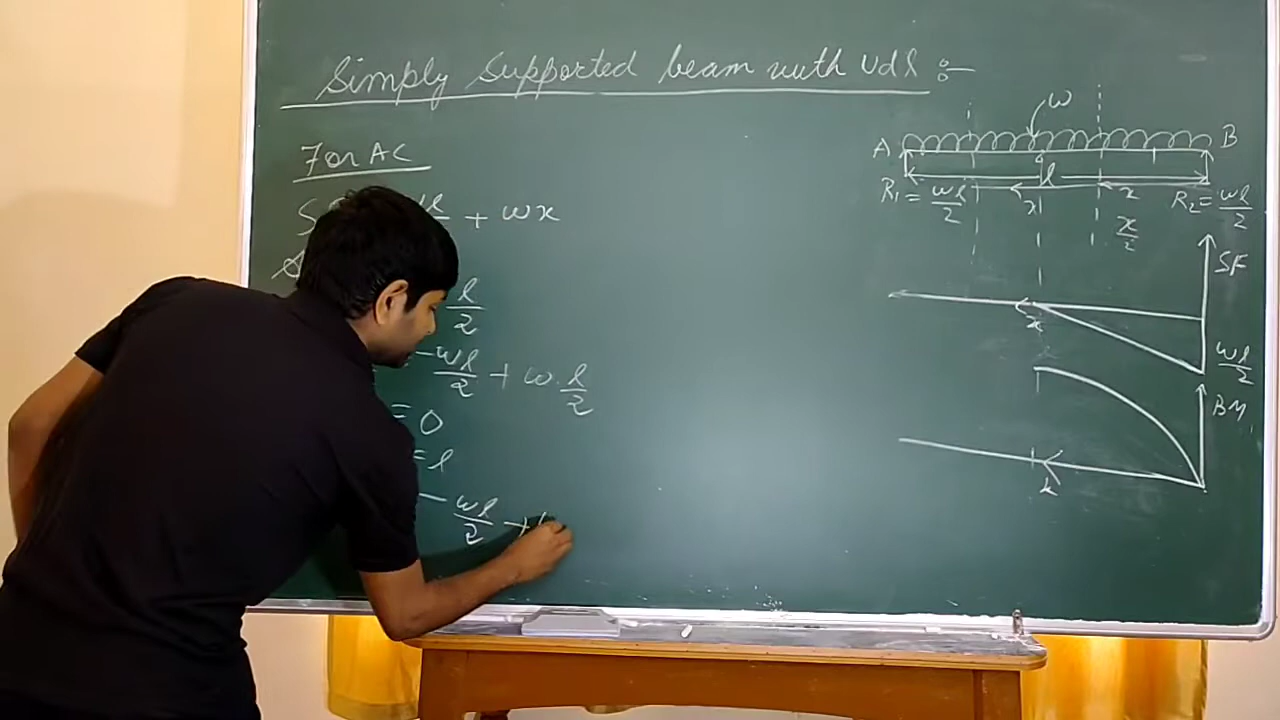 Simply Supported beam with Udl :-
For AC
S + wx
l/2
- wl/2 + w. l/2
= 0
= l
- wl/2 +
w
A B
l
R₁ = wl/2 x x R₂ = wl/2
x/2
SF
x
wl/2
BM
x